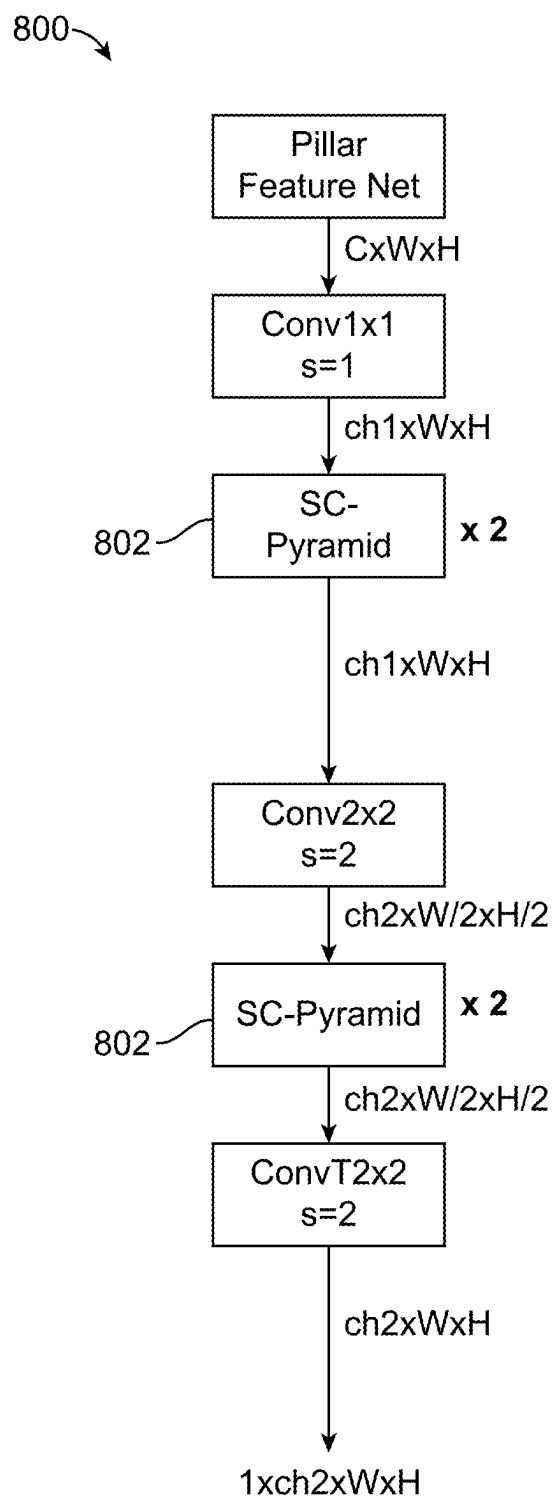 800
Pillar
Feature Net
CxWxH
Conv1x1
s=1
ch1xWxH
SC-
Pyramid
x 2
802
ch1xWxH
Conv2x2
s=2
ch2xW/2xH/2
SC-Pyramid
x 2
802
ch2xW/2xH/2
ConvT2x2
s=2
ch2xWxH
1xch2xWxH